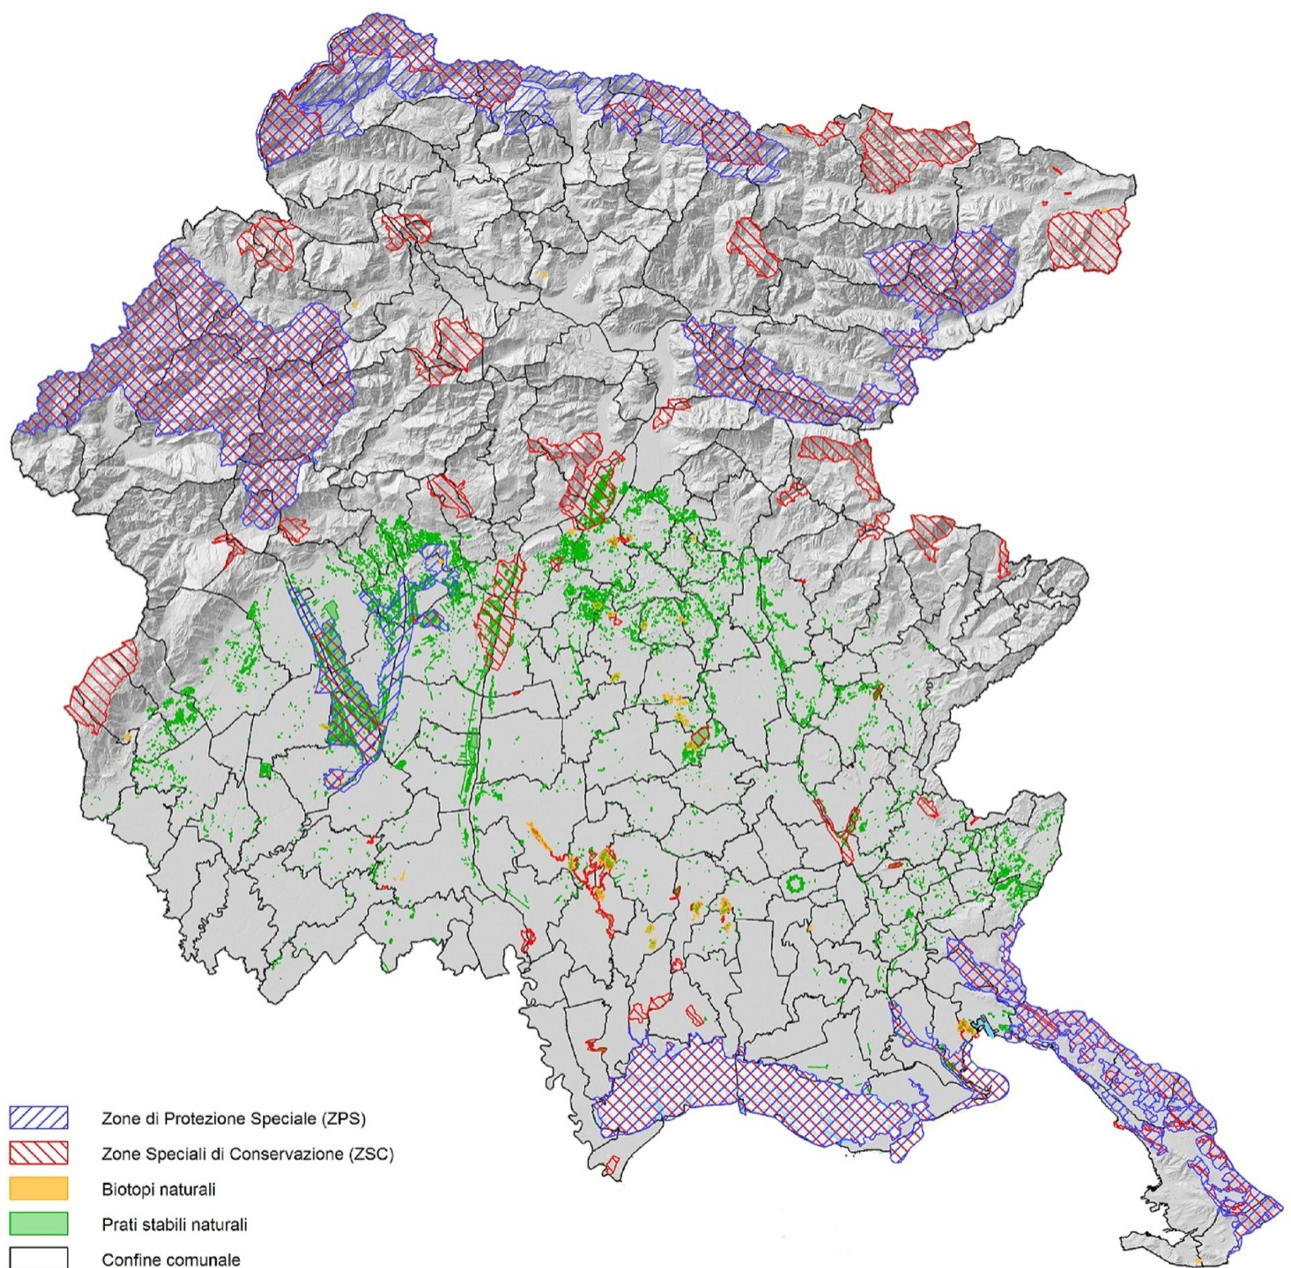 Zone di Protezione Speciale (ZPS)
Zone Speciali di Conservazione (ZSC)
Biotopi naturali
Prati stabili naturali
Confine comunale